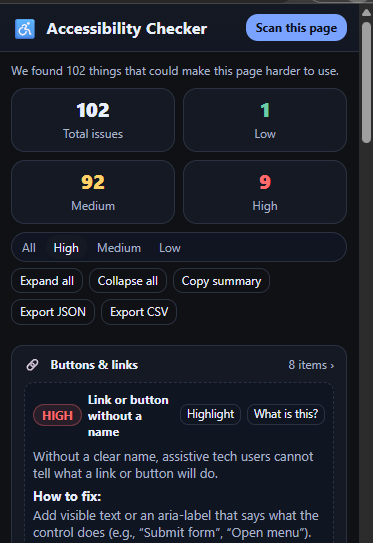 Accessibility Checker
Scan this page
We found 102 things that could make this page harder to use.
102
Total issues
1
Low
92
Medium
9
High
All High Medium Low
Expand all Collapse all Copy summary
Export JSON Export CSV
Buttons & links 8 items ›
HIGH
Link or button
without a
name
Highlight
What is this?
Without a clear name, assistive tech users cannot
tell what a link or button will do.
How to fix:
Add visible text or an aria-label that says what the
control does (e.g., “Submit form”, “Open menu”).